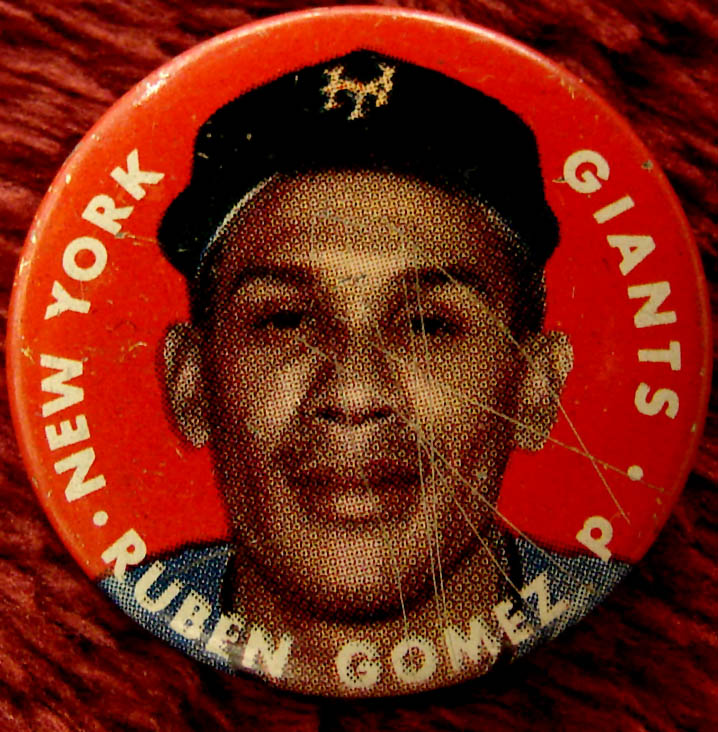 NEW YORK GIANTS
• RUBEN GOMEZ P •
NY